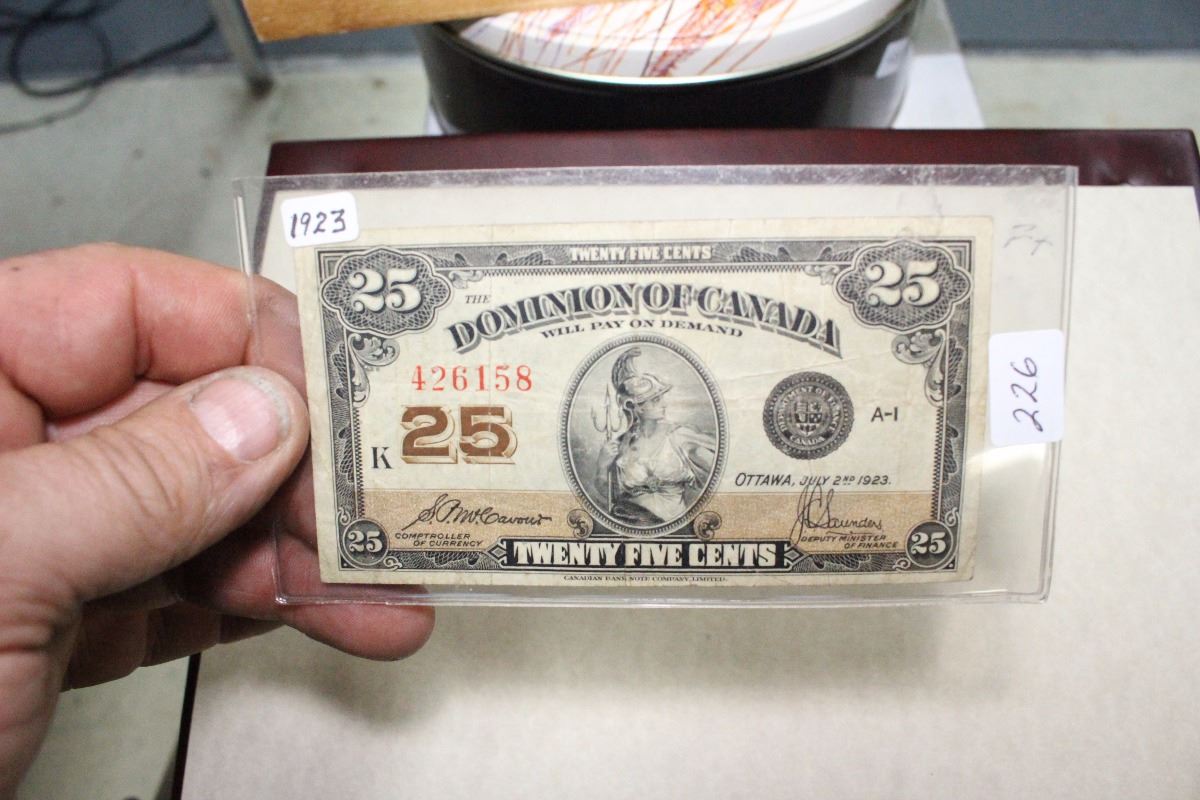 1923
TWENTY FIVE CENTS
25
25
THE
DOMINION OF CANADA
WILL PAY ON DEMAND
426158
K 25
CANADA
A-1
226
OTTAWA, JULY 2ND 1923.
COMPTROLLER
OF CURRENCY
J.C. Saunders
DEPUTY MINISTER
OF FINANCE
25
TWENTY FIVE CENTS
25
CANADIAN BANK NOTE COMPANY, LIMITED.